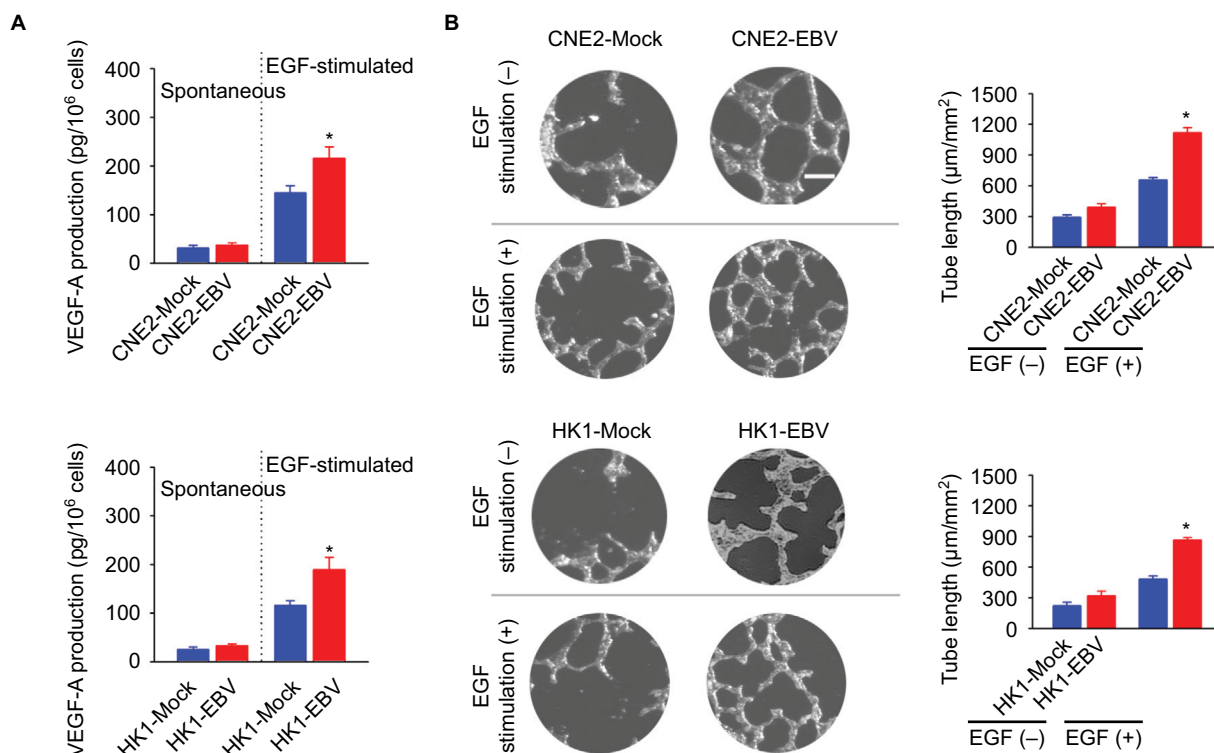 A
VEGF-A production (pg/10⁶ cells)
400
300
200
100
0
Spontaneous
EGF-stimulated
*
CNE2-Mock
CNE2-EBV
CNE2-Mock
CNE2-EBV
B
CNE2-Mock
CNE2-EBV
EGF
stimulation (–)
EGF
stimulation (+)
Tube length (μm/mm²)
1500
1200
900
600
300
0
*
CNE2-Mock
CNE2-EBV
CNE2-Mock
CNE2-EBV
EGF (–)
EGF (+)
VEGF-A production (pg/10⁶ cells)
400
300
200
100
0
Spontaneous
EGF-stimulated
*
HK1-Mock
HK1-EBV
HK1-Mock
HK1-EBV
HK1-Mock
HK1-EBV
EGF
stimulation (–)
EGF
stimulation (+)
Tube length (μm/mm²)
1500
1200
900
600
300
0
*
HK1-Mock
HK1-EBV
EGF (–)
EGF (+)